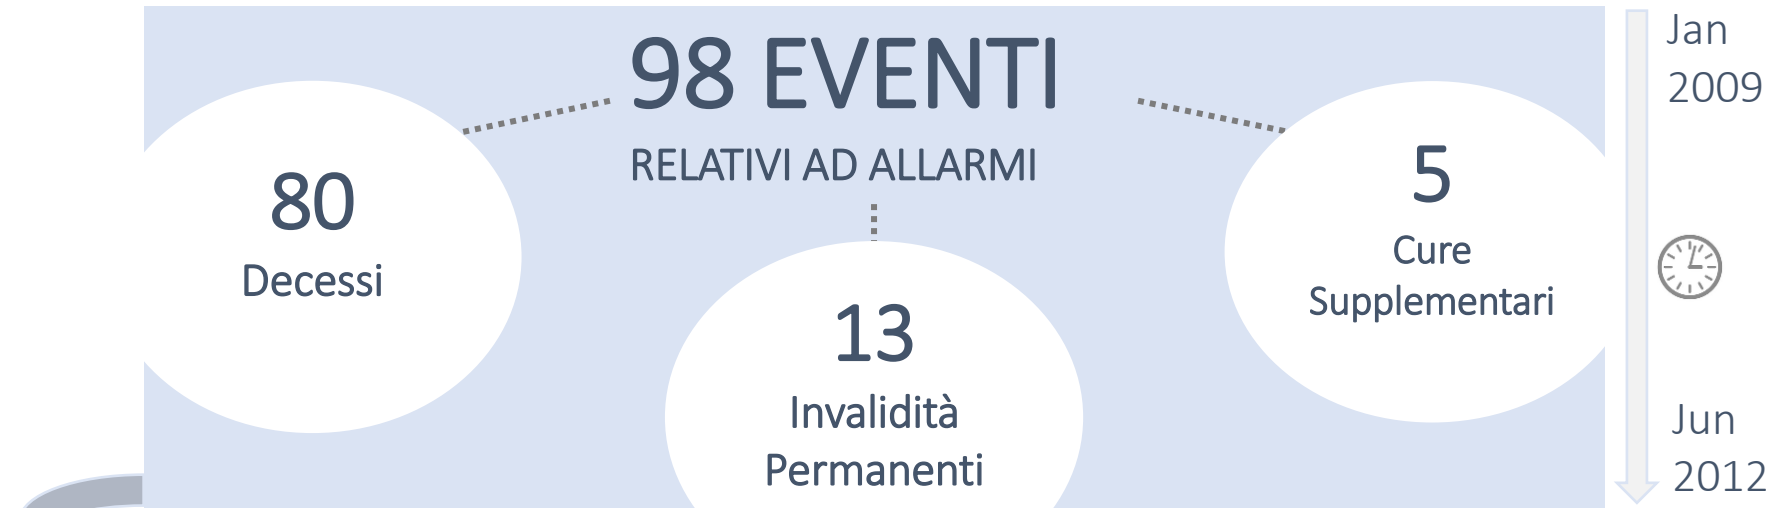 98 EVENTI
RELATIVI AD ALLARMI
80
Decessi
13
Invalidità
Permanenti
5
Cure
Supplementari
Jan
2009
Jun
2012